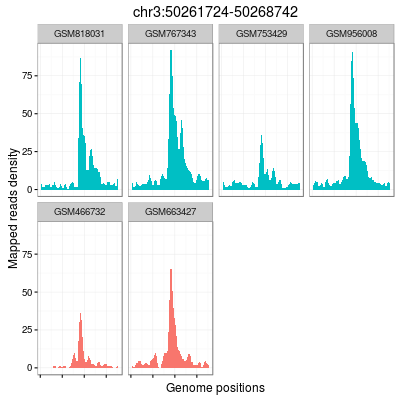 chr3:50261724-50268742
GSM818031 GSM767343 GSM753429 GSM956008
75
50
25
0
GSM466732 GSM663427
75
50
25
0
Mapped reads density
Genome positions